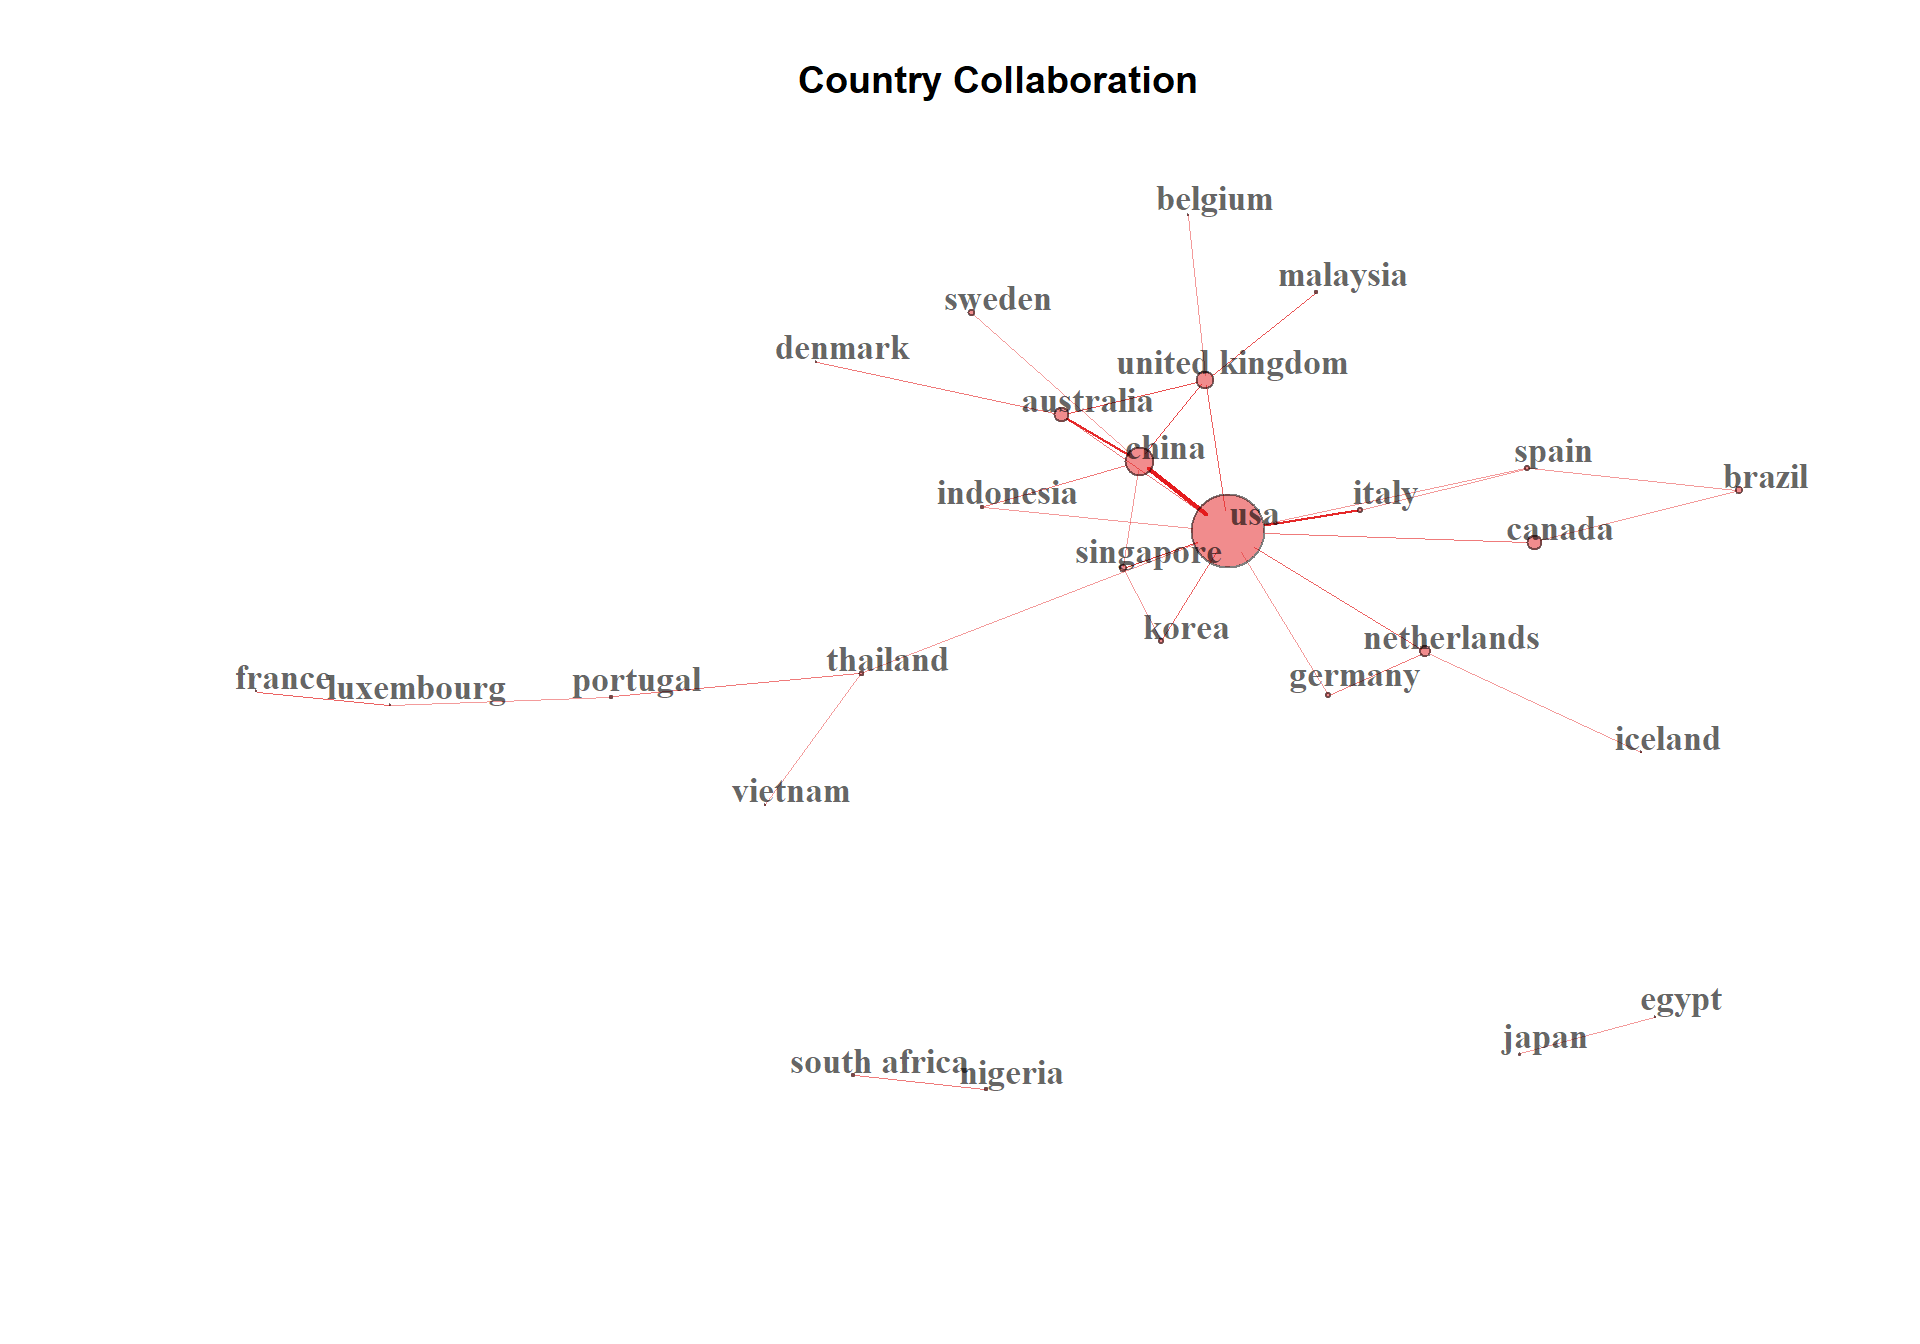 Country Collaboration
belgium
malaysia
sweden
denmark
united kingdom
australia
china
spain
brazil
indonesia
italy
usa
canada
singapore
korea
netherlands
thailand
germany
france
luxembourg
portugal
iceland
vietnam
egypt
japan
south africa
nigeria